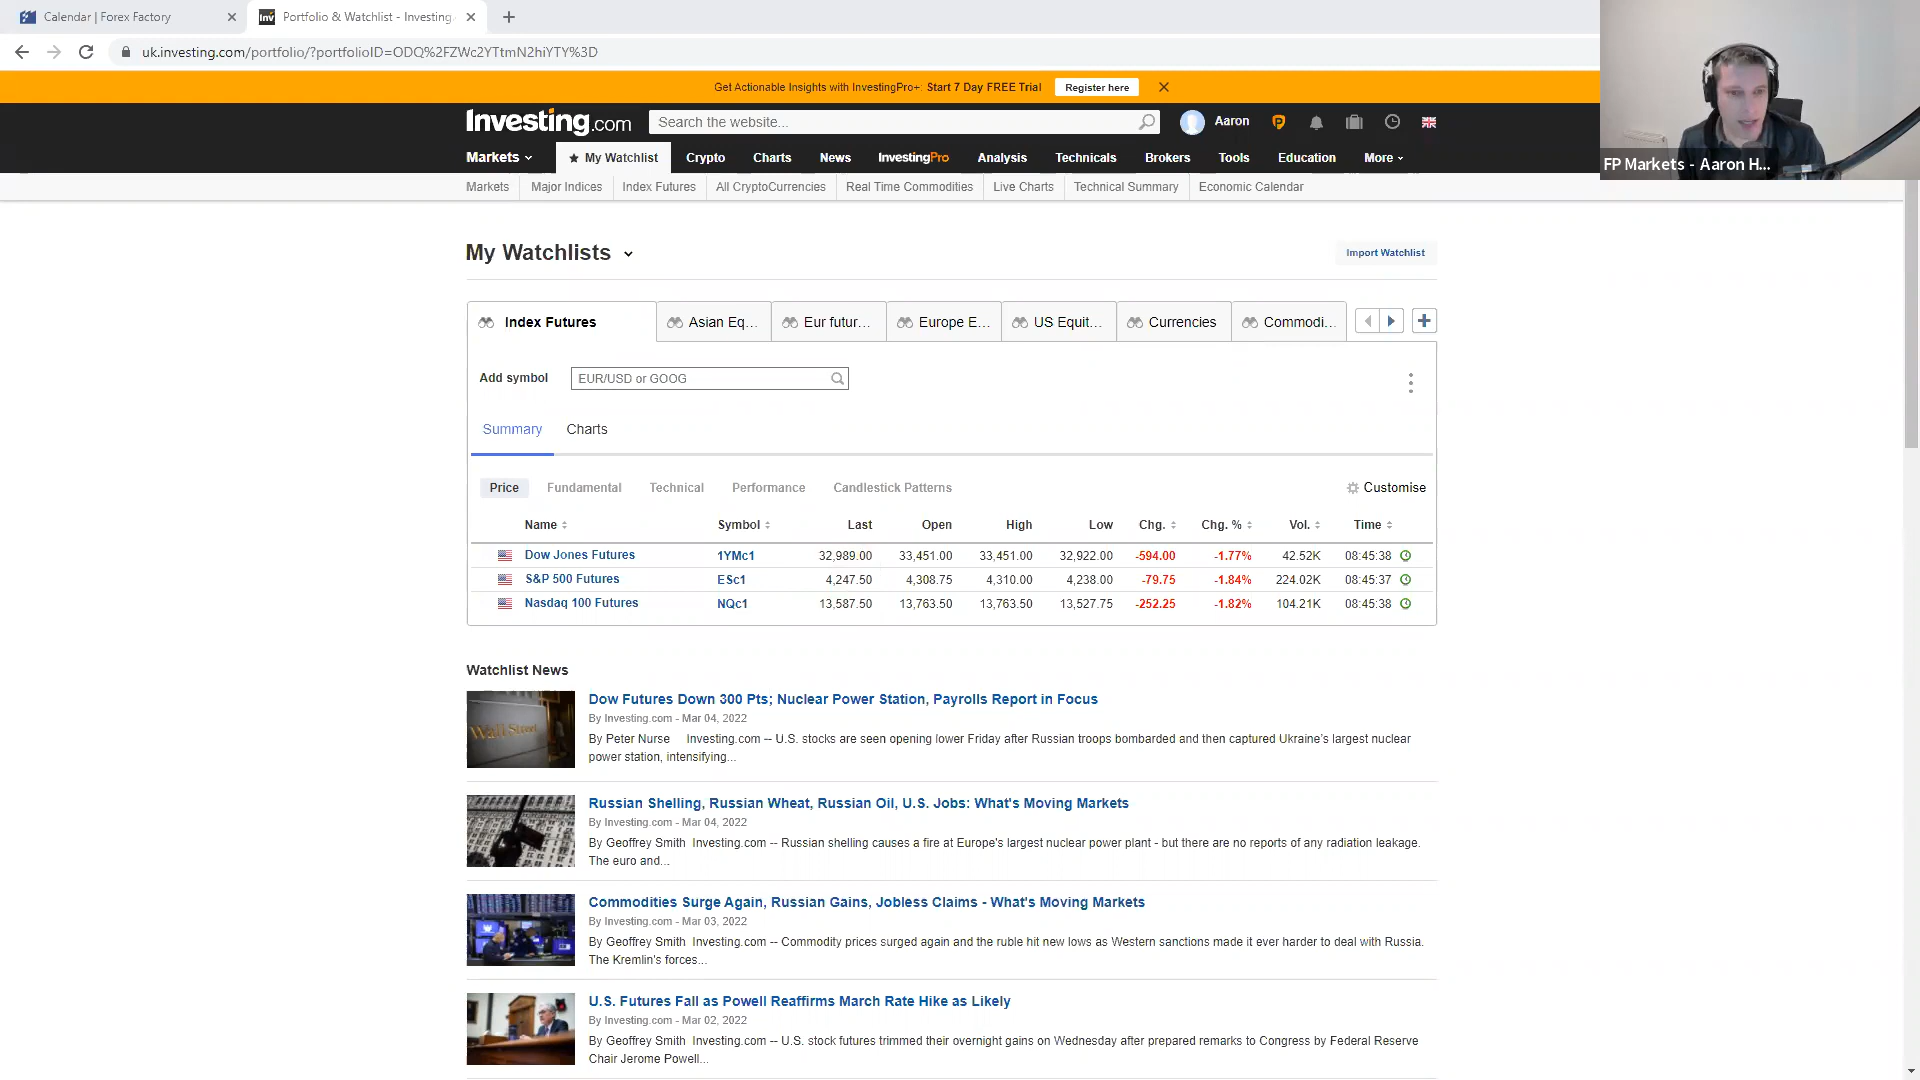 Calendar | Forex Factory
Portfolio & Watchlist - Investing
uk.investing.com/portfolio/?portfolioID=ODQ%2FZWc2YTtmN2hiYTY%3D
Get Actionable Insights with InvestingPro+: Start 7 Day FREE Trial Register here
Investing.com Search the website... Aaron
FP Markets - Aaron H...
Markets My Watchlist Crypto Charts News InvestingPro Analysis Technicals Brokers Tools Education More
Markets Major Indices Index Futures All CryptoCurrencies Real Time Commodities Live Charts Technical Summary Economic Calendar
My Watchlists Import Watchlist
Index Futures Asian Eq... Eur futur... Europe E... US Equit... Currencies Commodi...
Add symbol EUR/USD or GOOG
Summary Charts
Price Fundamental Technical Performance Candlestick Patterns Customise
Name Symbol Last Open High Low Chg. Chg. % Vol. Time
Dow Jones Futures 1YMc1 32,989.00 33,451.00 33,451.00 32,922.00 -594.00 -1.77% 42.52K 08:45:38
S&P 500 Futures ESc1 4,247.50 4,308.75 4,310.00 4,238.00 -79.75 -1.84% 224.02K 08:45:37
Nasdaq 100 Futures NQc1 13,587.50 13,763.50 13,763.50 13,527.75 -252.25 -1.82% 104.21K 08:45:38
Watchlist News
Wall Street
Dow Futures Down 300 Pts; Nuclear Power Station, Payrolls Report in Focus
By Investing.com - Mar 04, 2022
By Peter Nurse Investing.com -- U.S. stocks are seen opening lower Friday after Russian troops bombarded and then captured Ukraine's largest nuclear
power station, intensifying...
Russian Shelling, Russian Wheat, Russian Oil, U.S. Jobs: What's Moving Markets
By Investing.com - Mar 04, 2022
By Geoffrey Smith Investing.com -- Russian shelling causes a fire at Europe's largest nuclear power plant - but there are no reports of any radiation leakage.
The euro and...
Commodities Surge Again, Russian Gains, Jobless Claims - What's Moving Markets
By Investing.com - Mar 03, 2022
By Geoffrey Smith Investing.com -- Commodity prices surged again and the ruble hit new lows as Western sanctions made it ever harder to deal with Russia.
The Kremlin's forces...
U.S. Futures Fall as Powell Reaffirms March Rate Hike as Likely
By Investing.com - Mar 02, 2022
By Geoffrey Smith Investing.com -- U.S. stock futures trimmed their overnight gains on Wednesday after prepared remarks to Congress by Federal Reserve
Chair Jerome Powell...